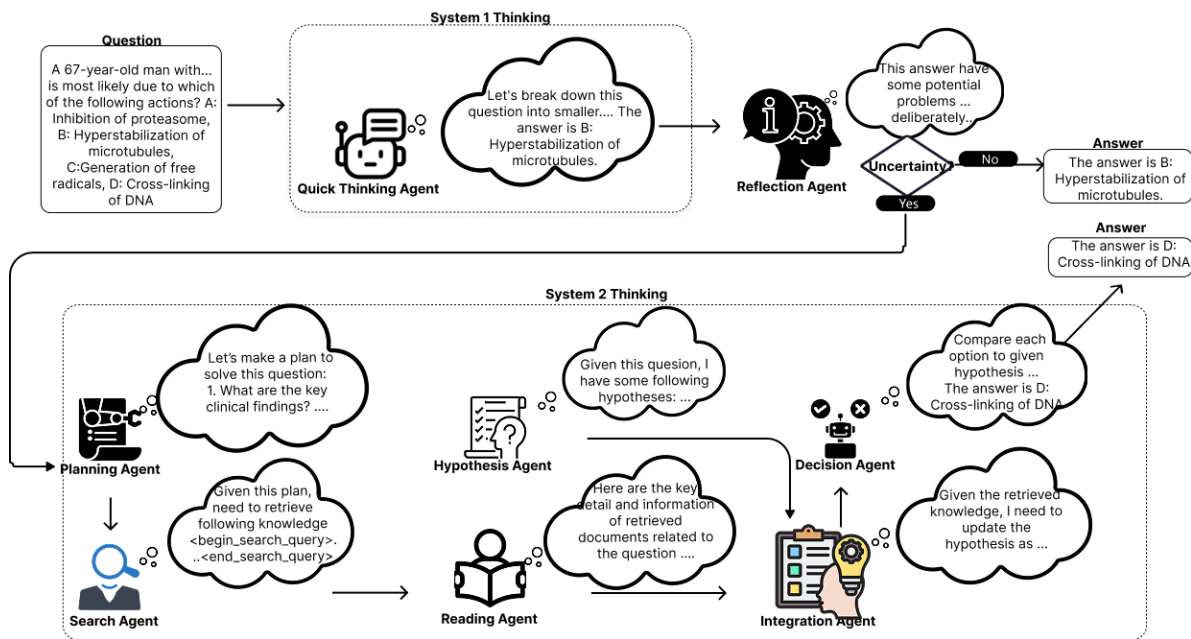 System 1 Thinking
Question
A 67-year-old man with...
is most likely due to which
of the following actions? A:
Inhibition of proteasome,
B: Hyperstabilization of
microtubules,
C:Generation of free
radicals, D: Cross-linking
of DNA
Let's break down this
question into smaller.... The
answer is B:
Hyperstabilization of
microtubules.
Quick Thinking Agent
This answer have
some potential
problems ...
deliberately..
Reflection Agent
Uncertainty?
No
Yes
Answer
The answer is B:
Hyperstabilization of
microtubules.
Answer
The answer is D:
Cross-linking of DNA
System 2 Thinking
Let's make a plan to
solve this question:
1. What are the key
clinical findings? ....
Planning Agent
Given this quesion, I
have some following
hypotheses: ...
Hypothesis Agent
Compare each
option to given
hypothesis ...
The answer is D:
Cross-linking of DNA
Decision Agent
Given this plan,
need to retrieve
following knowledge
<begin_search_query>.
..<end_search_query>
Search Agent
Here are the key
detail and information
of retrieved
documents related to
the question ....
Reading Agent
Given the retrieved
knowledge, I need to
update the
hypothesis as ...
Integration Agent